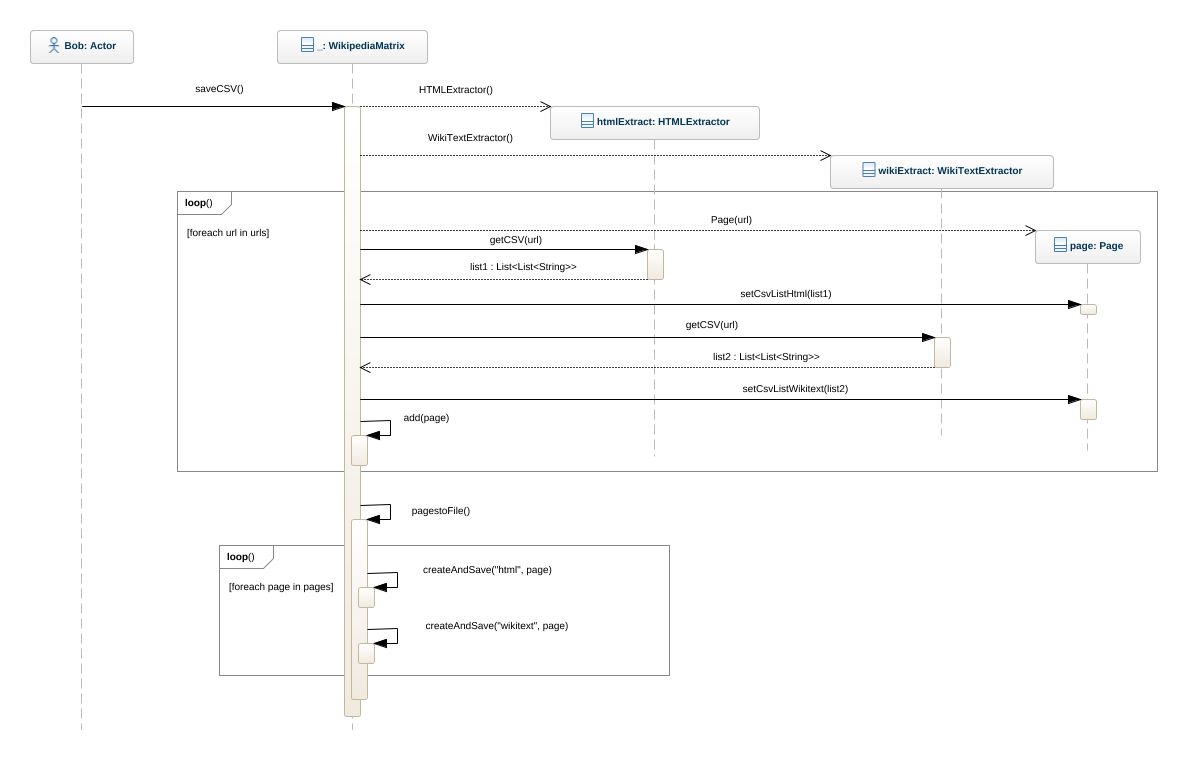 Bob: Actor
_: WikipediaMatrix
saveCSV()
HTMLExtractor()
htmlExtract: HTMLExtractor
WikiTextExtractor()
wikiExtract: WikiTextExtractor
loop()
[foreach url in urls]
Page(url)
page: Page
getCSV(url)
list1 : List<List<String>>
setCsvListHtml(list1)
getCSV(url)
list2 : List<List<String>>
setCsvListWikitext(list2)
add(page)
pagestoFile()
loop()
[foreach page in pages]
createAndSave("html", page)
createAndSave("wikitext", page)